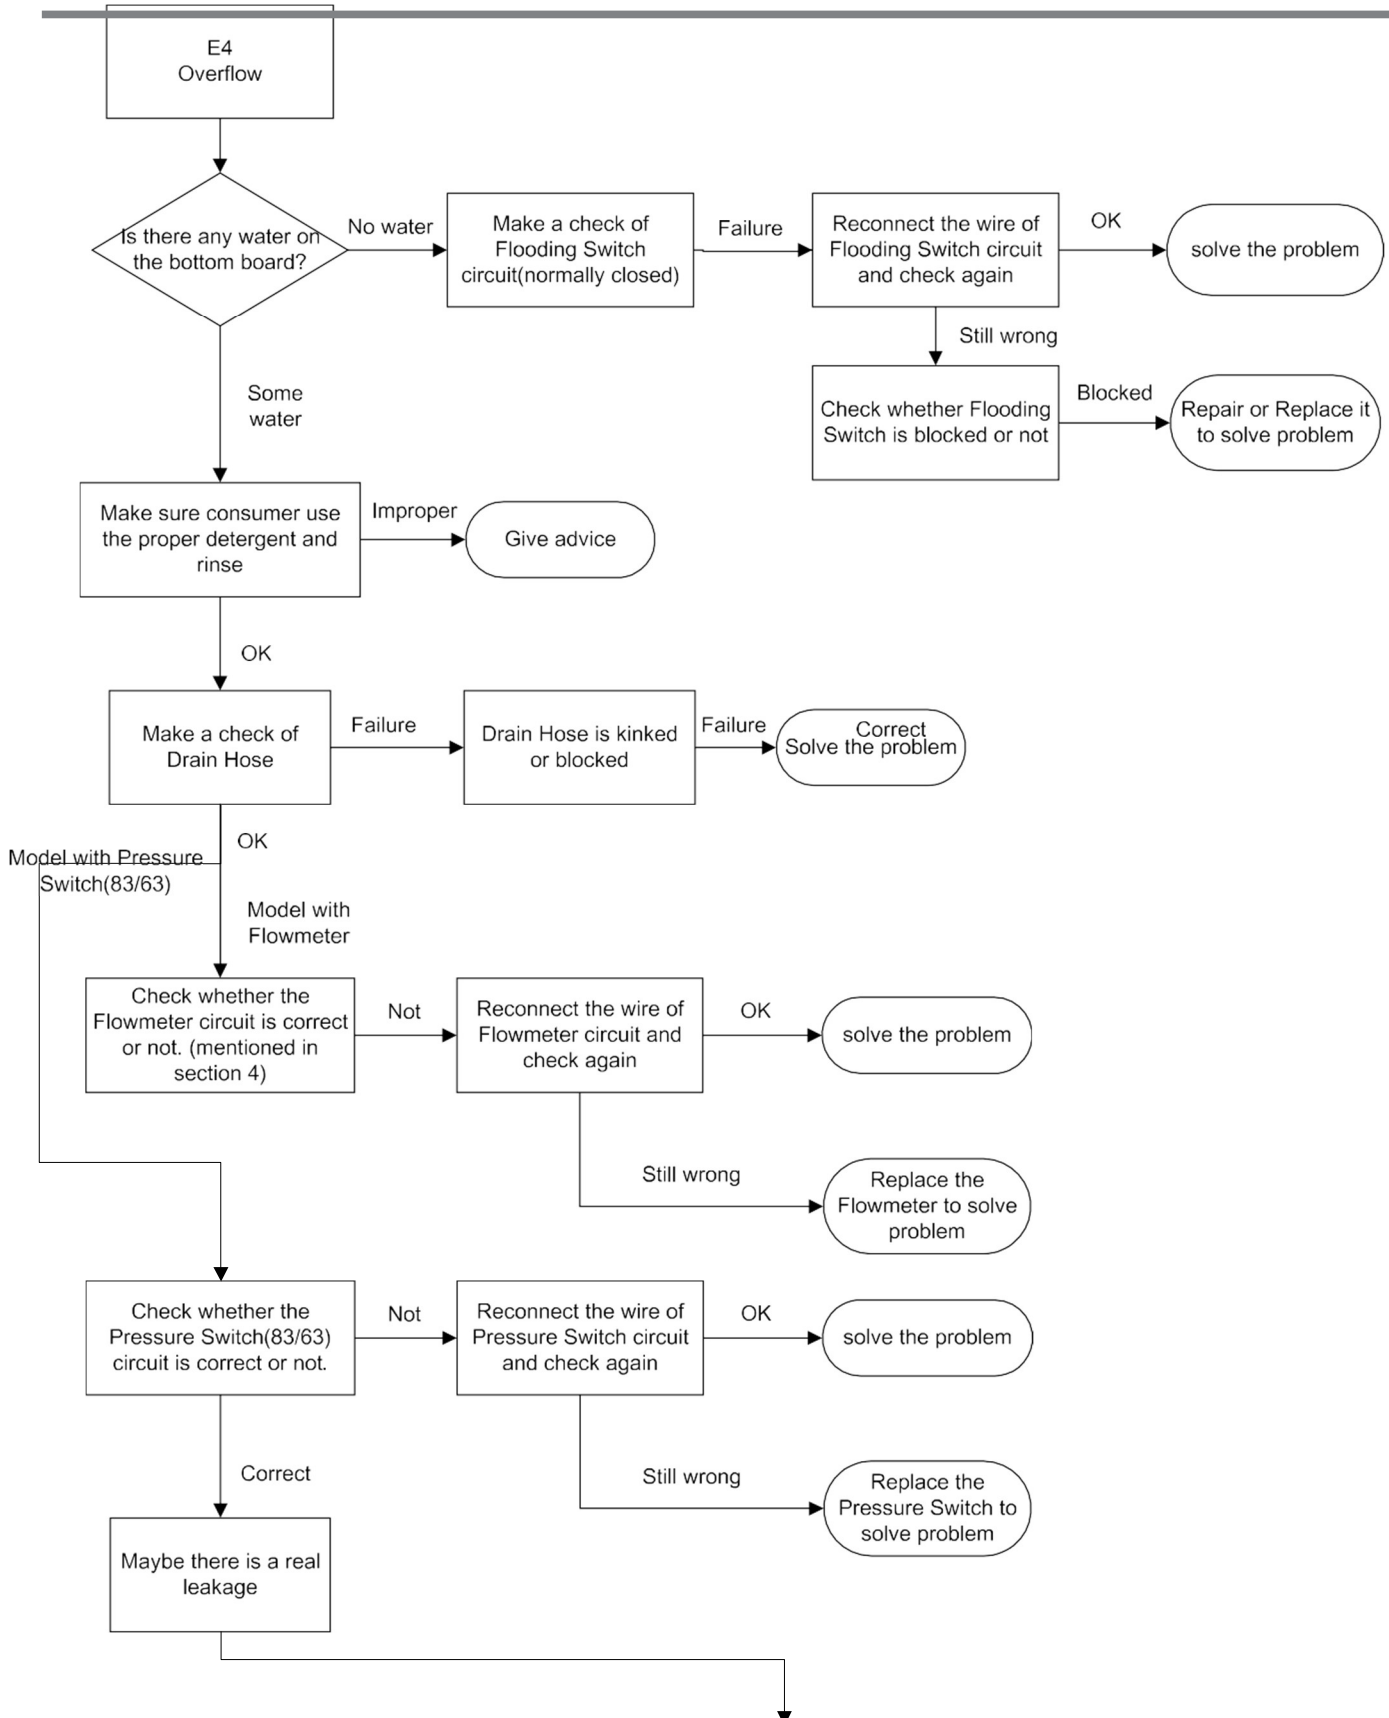 E4
Overflow
Is there any water on
the bottom board?
No water
Make a check of
Flooding Switch
circuit(normally closed)
Failure
Reconnect the wire of
Flooding Switch circuit
and check again
OK
solve the problem
Still wrong
Check whether Flooding
Switch is blocked or not
Blocked
Repair or Replace it
to solve problem
Some
water
Make sure consumer use
the proper detergent and
rinse
Improper
Give advice
OK
Make a check of
Drain Hose
Failure
Drain Hose is kinked
or blocked
Failure
Correct
Solve the problem
OK
Model with Pressure
Switch(83/63)
Model with
Flowmeter
Check whether the
Flowmeter circuit is correct
or not. (mentioned in
section 4)
Not
Reconnect the wire of
Flowmeter circuit and
check again
OK
solve the problem
Still wrong
Replace the
Flowmeter to solve
problem
Check whether the
Pressure Switch(83/63)
circuit is correct or not.
Not
Reconnect the wire of
Pressure Switch circuit
and check again
OK
solve the problem
Still wrong
Replace the
Pressure Switch to
solve problem
Correct
Maybe there is a real
leakage